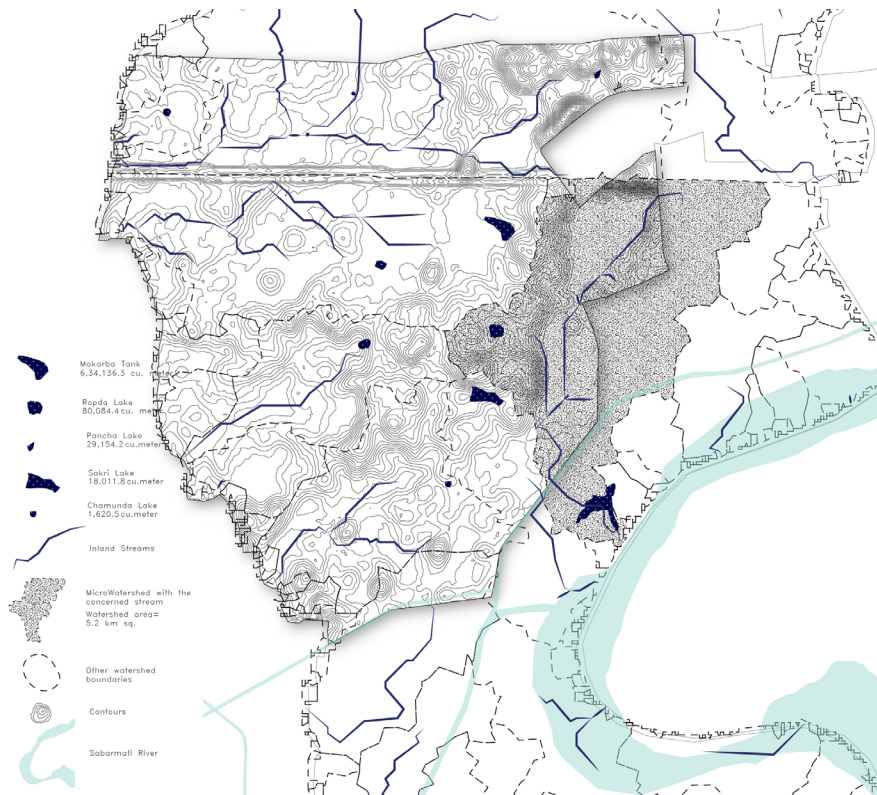 Makarba Tank
6,34,136.3 cu. meter
Ropda Lake
80,084.4 cu. meter
Pancha Lake
29,154.2 cu.meter
Sakri Lake
18,011.8 cu.meter
Chamunda Lake
1,620.5 cu.meter
Inland Streams
MicroWatershed with the
concerned stream
Watershed area=
5.2 km sq.
Other watershed
boundaries
Contours
Sabarmati River